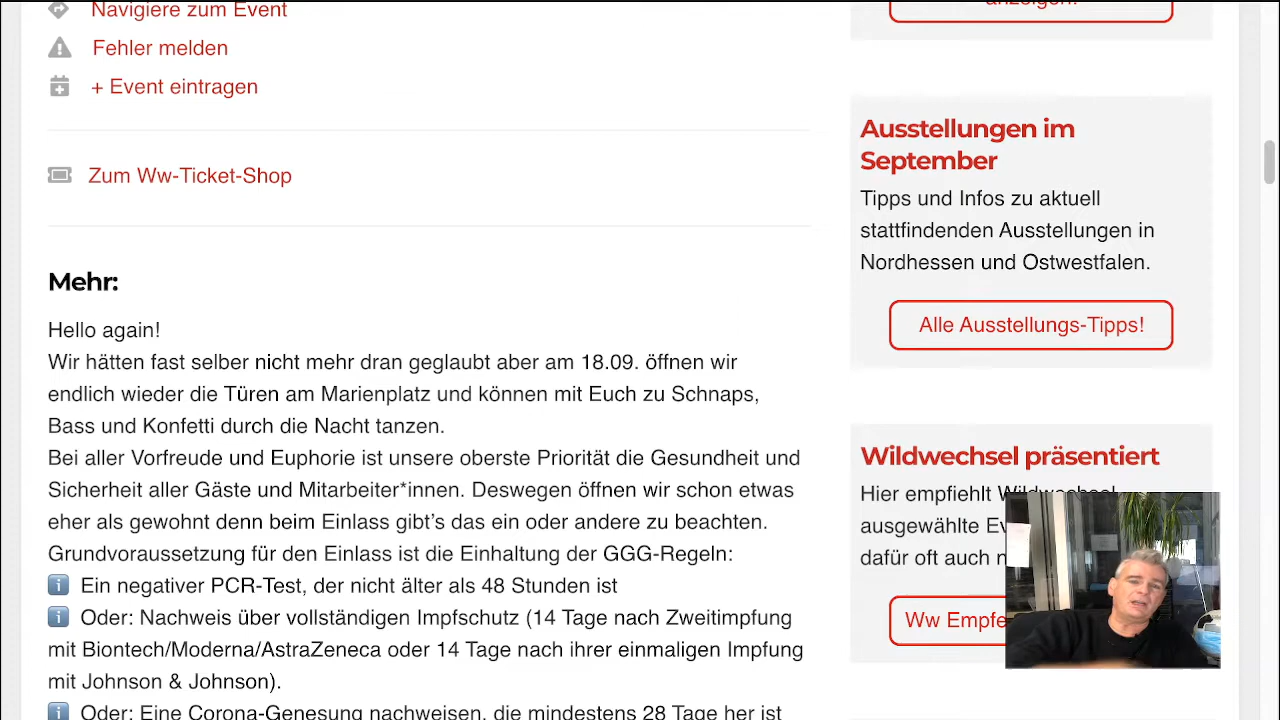 Navigiere zum Event
Fehler melden
+ Event eintragen
Zum Ww-Ticket-Shop
Mehr:
Hello again!
Wir hätten fast selber nicht mehr dran geglaubt aber am 18.09. öffnen wir
endlich wieder die Türen am Marienplatz und können mit Euch zu Schnaps,
Bass und Konfetti durch die Nacht tanzen.
Bei aller Vorfreude und Euphorie ist unsere oberste Priorität die Gesundheit und
Sicherheit aller Gäste und Mitarbeiter*innen. Deswegen öffnen wir schon etwas
eher als gewohnt denn beim Einlass gibt’s das ein oder andere zu beachten.
Grundvoraussetzung für den Einlass ist die Einhaltung der GGG-Regeln:
Ein negativer PCR-Test, der nicht älter als 48 Stunden ist
Oder: Nachweis über vollständigen Impfschutz (14 Tage nach Zweitimpfung
mit Biontech/Moderna/AstraZeneca oder 14 Tage nach ihrer einmaligen Impfung
mit Johnson & Johnson).
Oder: Eine Corona-Genesung nachweisen, die mindestens 28 Tage her ist
anzeigen!
Ausstellungen im
September
Tipps und Infos zu aktuell
stattfindenden Ausstellungen in
Nordhessen und Ostwestfalen.
Alle Ausstellungs-Tipps!
Wildwechsel präsentiert
Hier empfiehlt Wildwechsel
ausgewählte Ev
dafür oft auch n
Ww Empfe